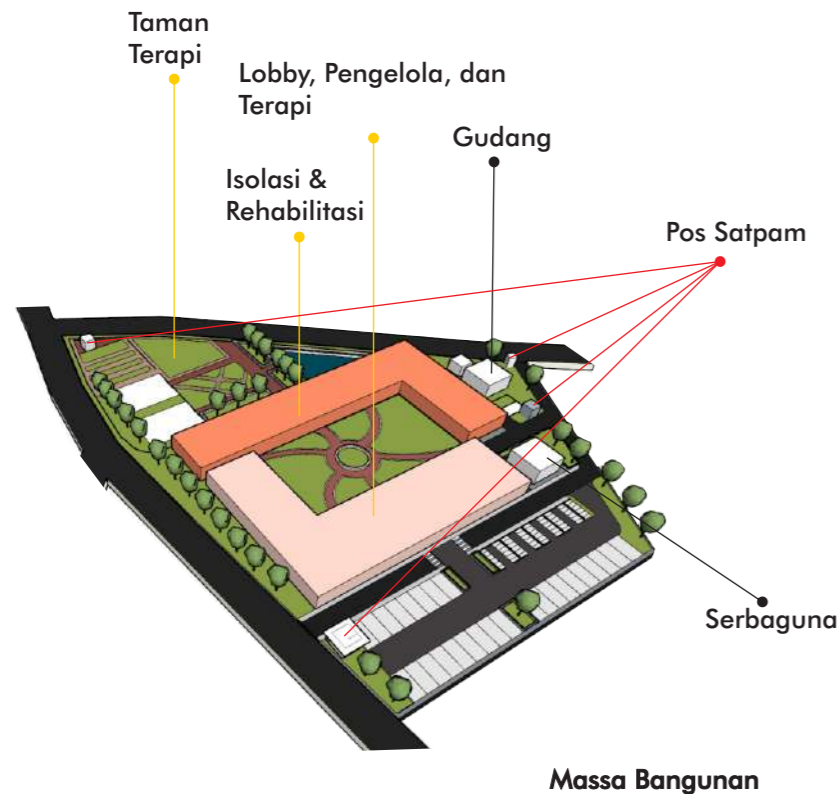 Taman
Terapi
Lobby, Pengelola, dan
Terapi
Gudang
Isolasi &
Rehabilitasi
Pos Satpam
Serbaguna
Massa Bangunan